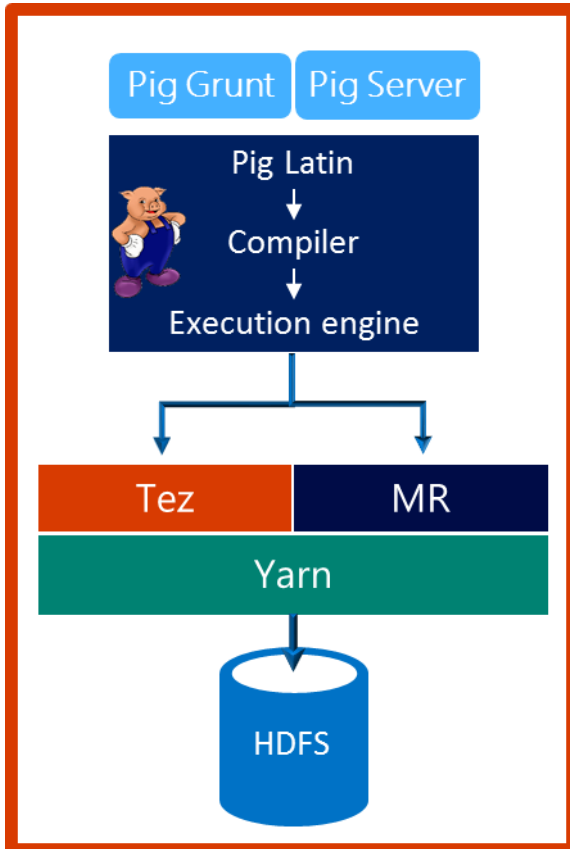 Pig Grunt Pig Server
Pig Latin
Compiler
Execution engine
Tez MR
Yarn
HDFS